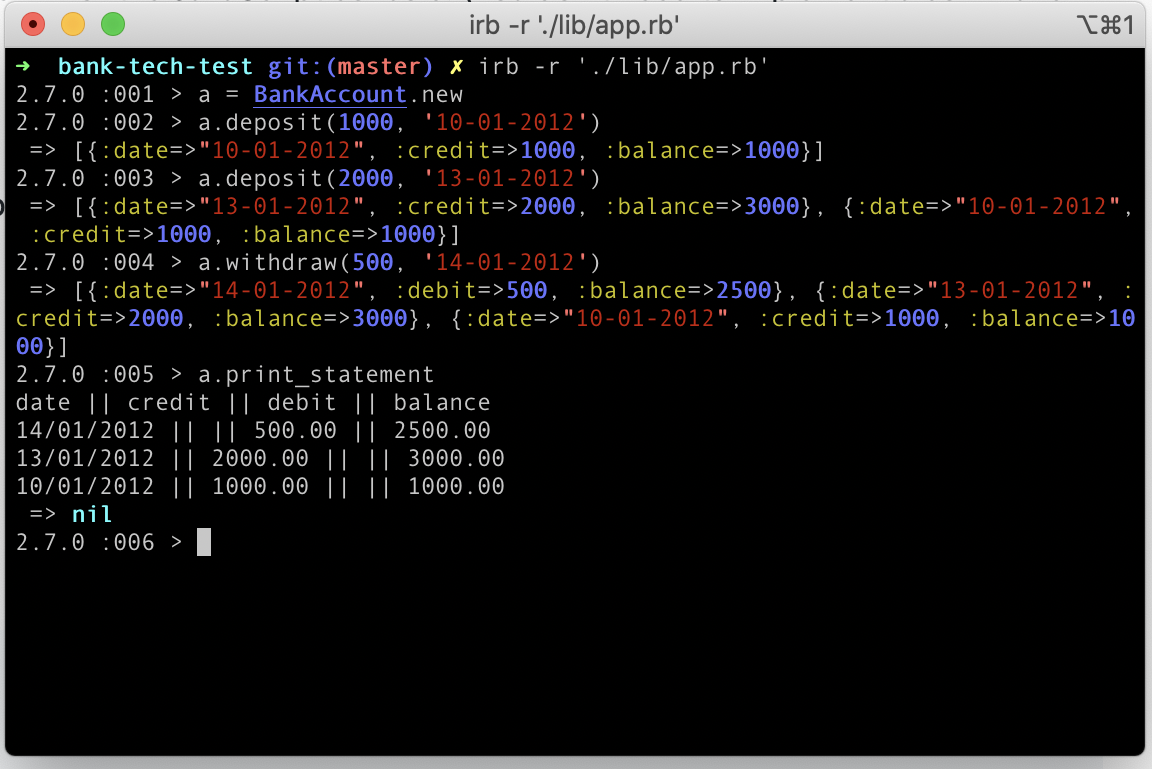 irb -r './lib/app.rb'
⌥⌘1
➜  bank-tech-test git:(master) ✗ irb -r './lib/app.rb'
2.7.0 :001 > a = BankAccount.new
2.7.0 :002 > a.deposit(1000, '10-01-2012')
 => [{:date=>"10-01-2012", :credit=>1000, :balance=>1000}]
2.7.0 :003 > a.deposit(2000, '13-01-2012')
 => [{:date=>"13-01-2012", :credit=>2000, :balance=>3000}, {:date=>"10-01-2012",
 :credit=>1000, :balance=>1000}]
2.7.0 :004 > a.withdraw(500, '14-01-2012')
 => [{:date=>"14-01-2012", :debit=>500, :balance=>2500}, {:date=>"13-01-2012", :
credit=>2000, :balance=>3000}, {:date=>"10-01-2012", :credit=>1000, :balance=>10
00}]
2.7.0 :005 > a.print_statement
date || credit || debit || balance
14/01/2012 || || 500.00 || 2500.00
13/01/2012 || 2000.00 || || 3000.00
10/01/2012 || 1000.00 || || 1000.00
 => nil
2.7.0 :006 >